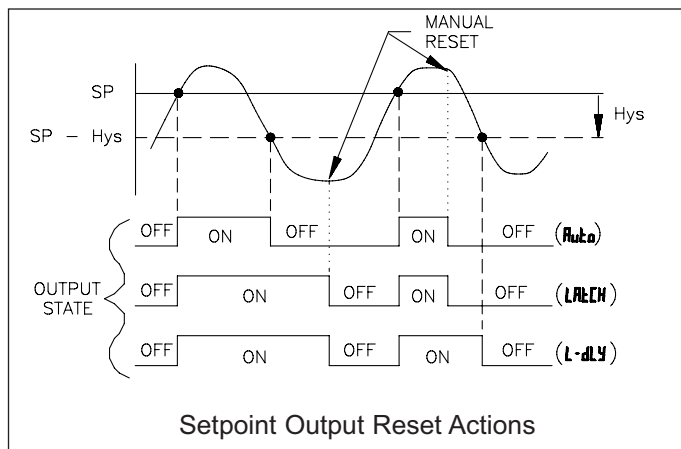 MANUAL
RESET
SP
Hys
SP - Hys
OFF ON OFF ON OFF (Auto)
OUTPUT
STATE
OFF ON OFF ON OFF (LAtCH)
OFF ON OFF ON OFF (L-dLY)
Setpoint Output Reset Actions